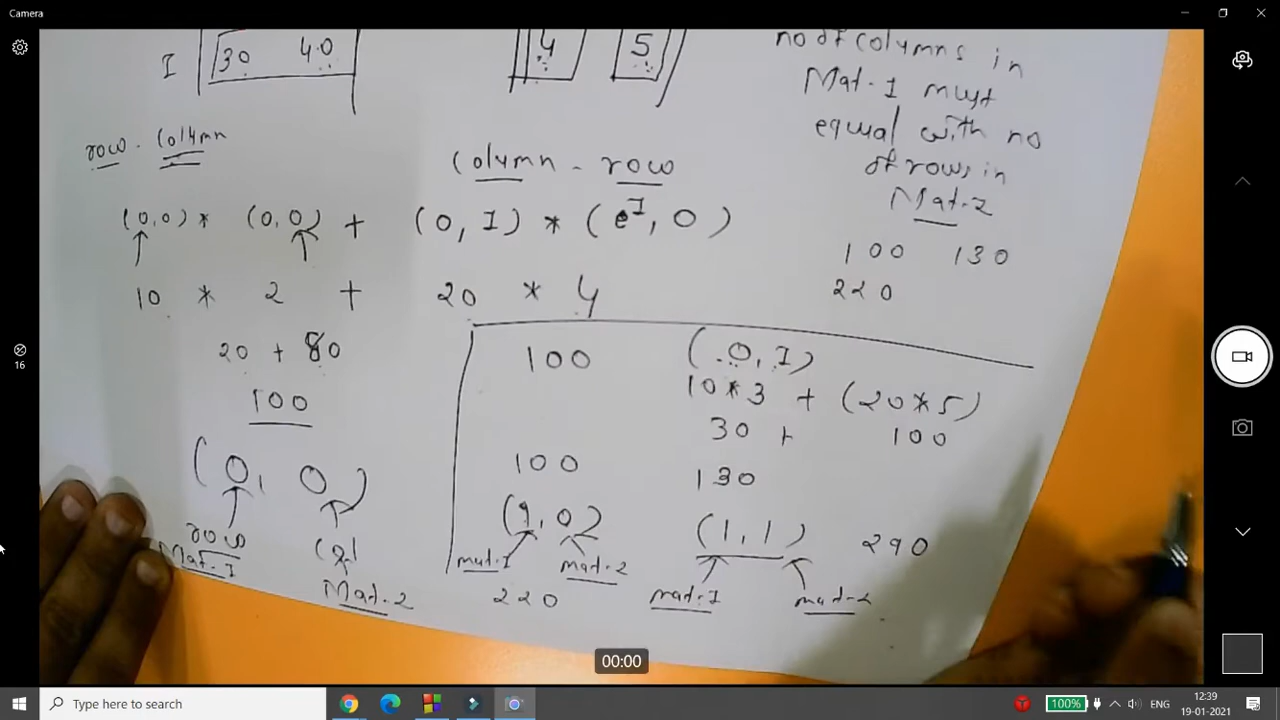 Camera
I 30 40
4 5
no of columns in
Mat-1 must
equal with no
of rows in
Mat-2
100 130
220
row - Column
Column - row
(0,0) * (0,0) + (0, I) * ( I, 0 )
10 * 2 + 20 * 4
20 + 80
100
(0, 0)
row
Mat-1
Mat-2
100 (0, I)
10*3 + (20*5)
30 + 100
100 130
(1,0) (1,1) 290
mat-1 mat-2 mat-1 mat-2
220
16
00:00
Type here to search
100%
ENG
12:39
19-01-2021